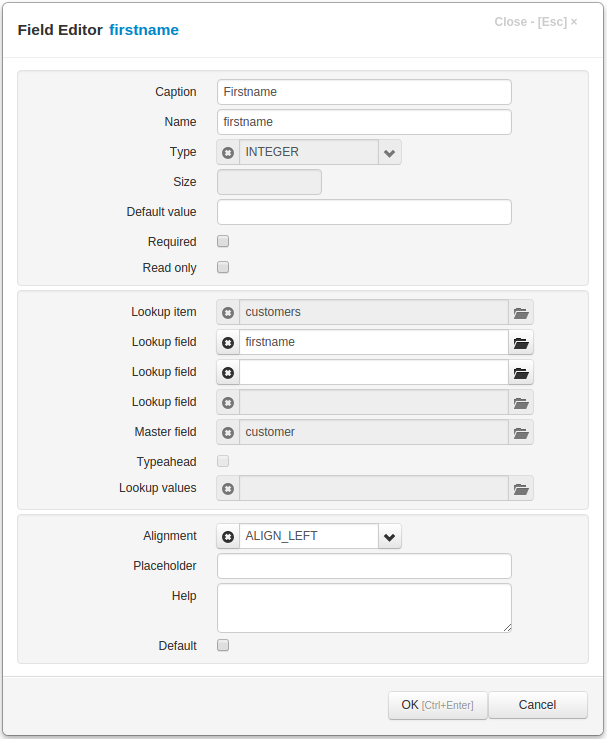 Close - [Esc] ×
Field Editor firstname
Caption Firstname
Name firstname
Type INTEGER
Size
Default value
Required
Read only
Lookup item customers
Lookup field firstname
Lookup field
Lookup field
Master field customer
Typeahead
Lookup values
Alignment ALIGN_LEFT
Placeholder
Help
Default
OK [Ctrl+Enter] Cancel